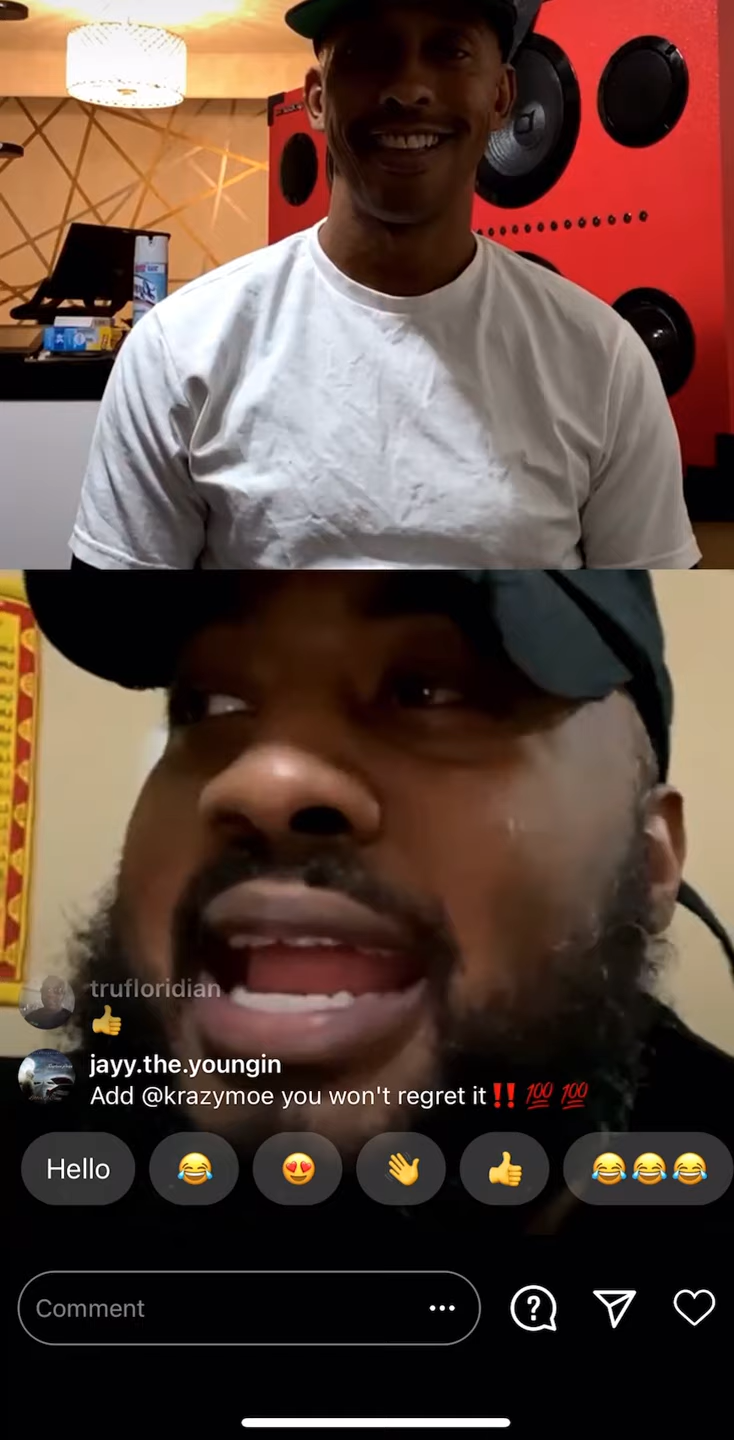 trufloridian
👍
jayy.the.youngin
Add @krazymoe you won't regret it‼️ 💯 💯
Hello 😂 😍 👋 👍 😂😂😂
Comment